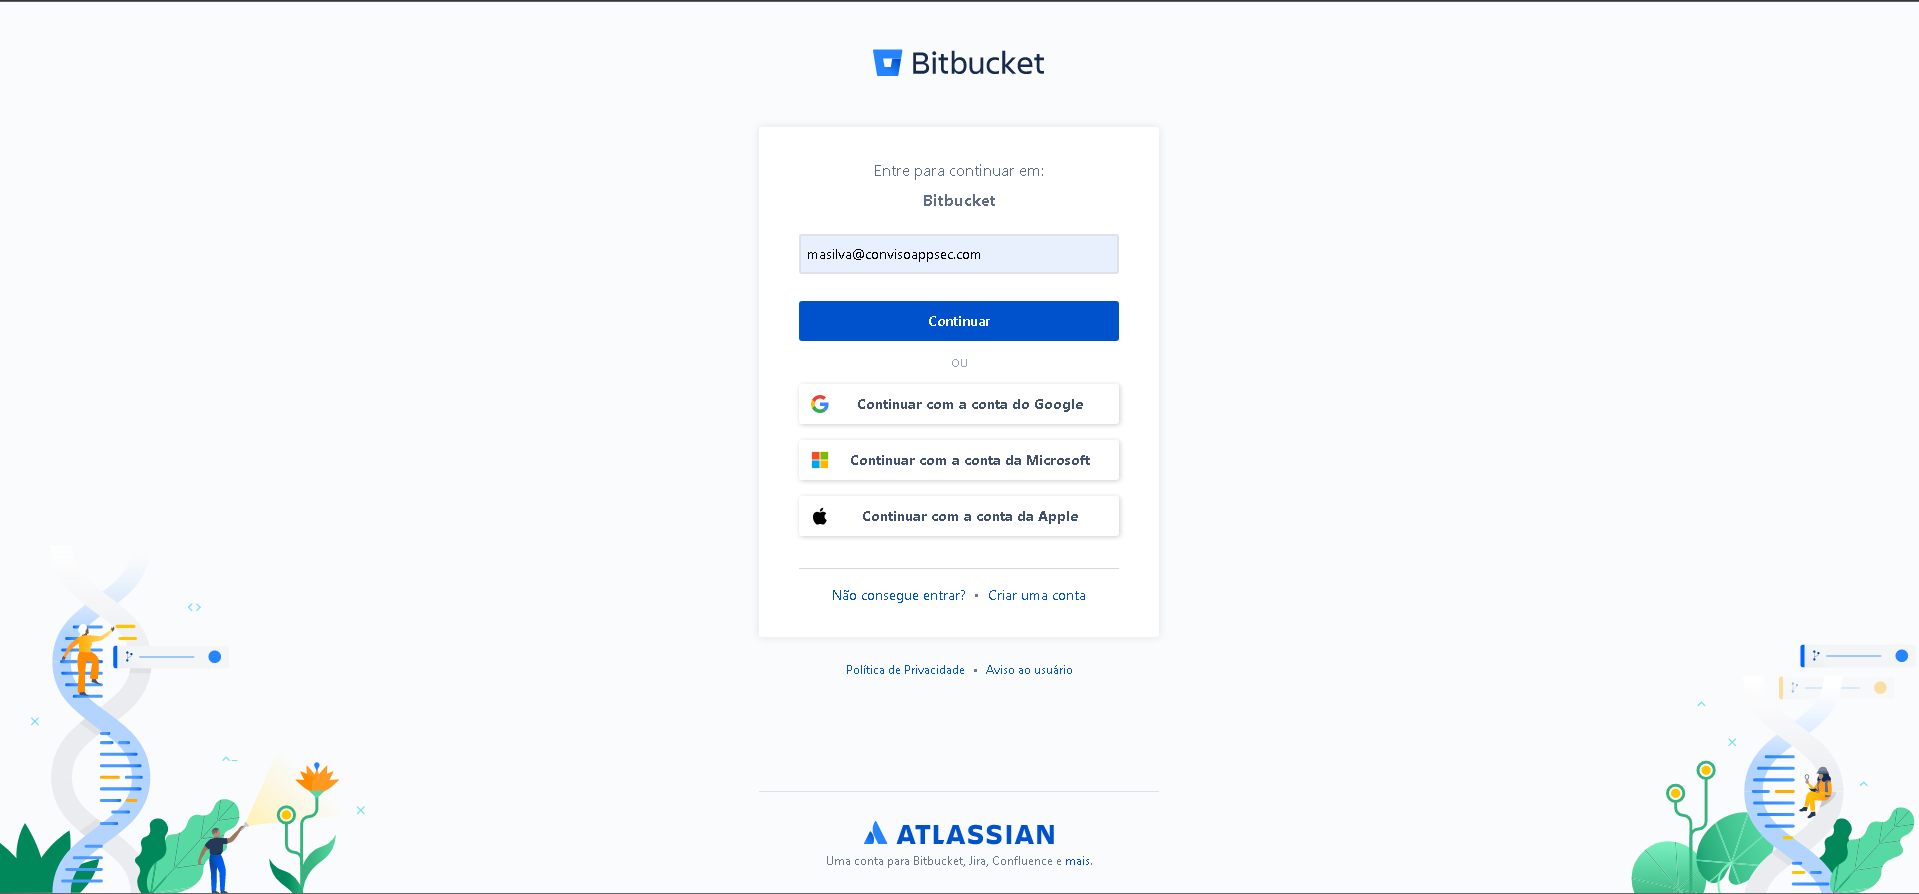 Bitbucket
Entre para continuar em:
Bitbucket
masilva@convisoappsec.com
Continuar
OU
Continuar com a conta do Google
Continuar com a conta da Microsoft
Continuar com a conta da Apple
Não consegue entrar? • Criar uma conta
Política de Privacidade • Aviso ao usuário
ATLASSIAN
Uma conta para Bitbucket, Jira, Confluence e mais.